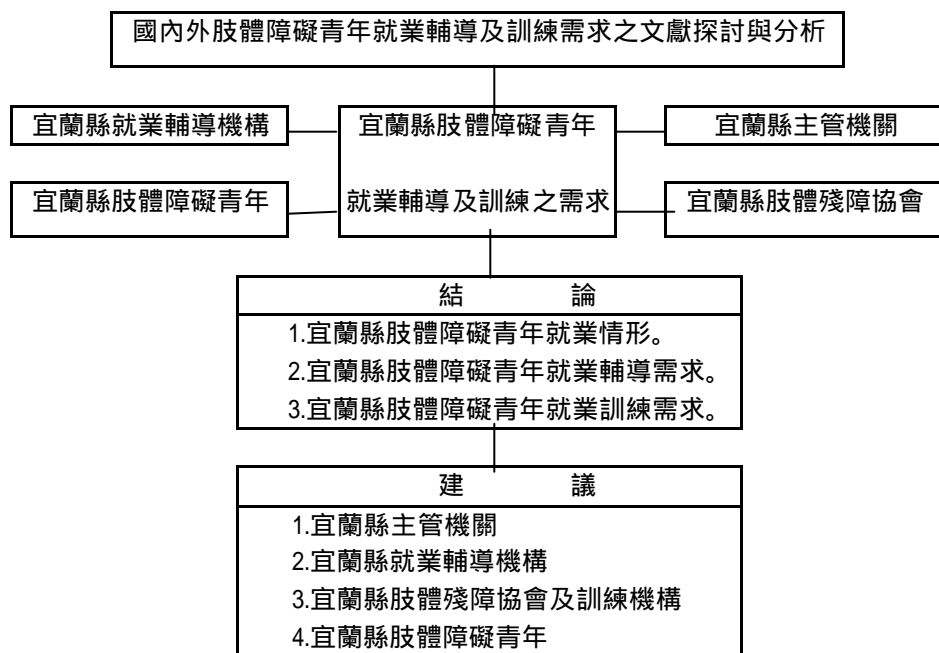 國內外肢體障礙青年就業輔導及訓練需求之文獻探討與分析
宜蘭縣就業輔導機構
宜蘭縣肢體障礙青年
宜蘭縣主管機關
宜蘭縣肢體障礙青年
就業輔導及訓練之需求
宜蘭縣肢體殘障協會
結 論
1.宜蘭縣肢體障礙青年就業情形。
2.宜蘭縣肢體障礙青年就業輔導需求。
3.宜蘭縣肢體障礙青年就業訓練需求。
建 議
1.宜蘭縣主管機關
2.宜蘭縣就業輔導機構
3.宜蘭縣肢體殘障協會及訓練機構
4.宜蘭縣肢體障礙青年